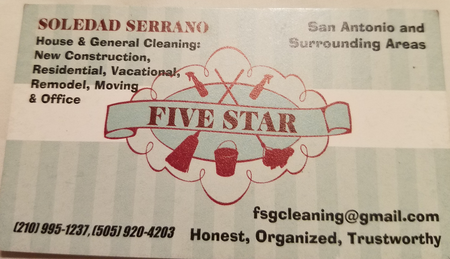 SOLEDAD SERRANO
House & General Cleaning:
New Construction,
Residential, Vacational,
Remodel, Moving
& Office
San Antonio and
Surrounding Areas
FIVE STAR
fsgcleaning@gmail.com
(210) 995-1237, (505) 920-4203
Honest, Organized, Trustworthy